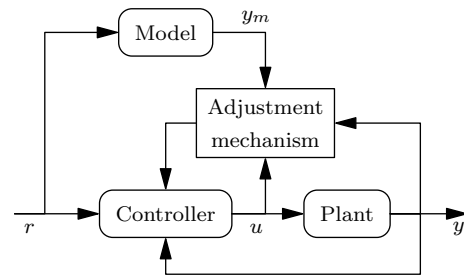 Model
y_m
Adjustment
mechanism
r
Controller
u
Plant
y